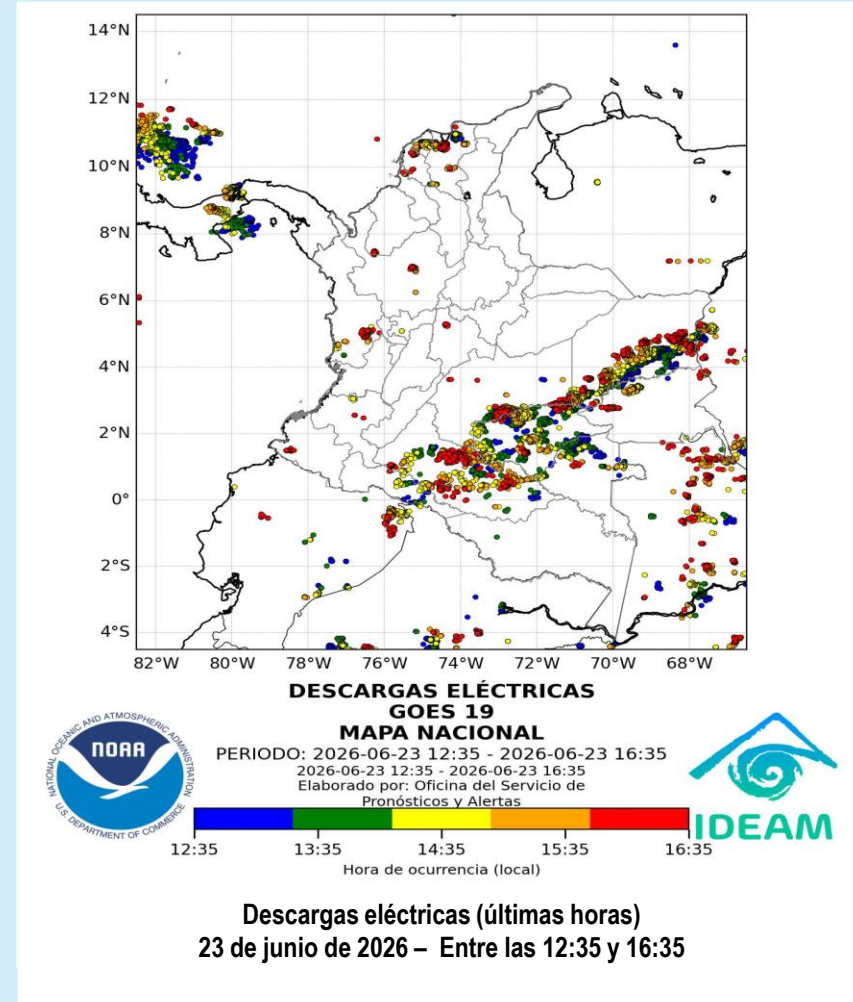 14°N
12°N
10°N
8°N
6°N
4°N
2°N
0°
2°S
4°S
82°W 80°W 78°W 76°W 74°W 72°W 70°W 68°W
DESCARGAS ELÉCTRICAS
GOES 19
MAPA NACIONAL
PERIODO: 2026-06-23 12:35 - 2026-06-23 16:35
2026-06-23 12:35 - 2026-06-23 16:35
Elaborado por: Oficina del Servicio de
Pronósticos y Alertas
NATIONAL OCEANIC AND ATMOSPHERIC ADMINISTRATION
NOAA
U.S. DEPARTMENT OF COMMERCE
IDEAM
12:35 13:35 14:35 15:35 16:35
Hora de ocurrencia (local)
Descargas eléctricas (últimas horas)
23 de junio de 2026 – Entre las 12:35 y 16:35